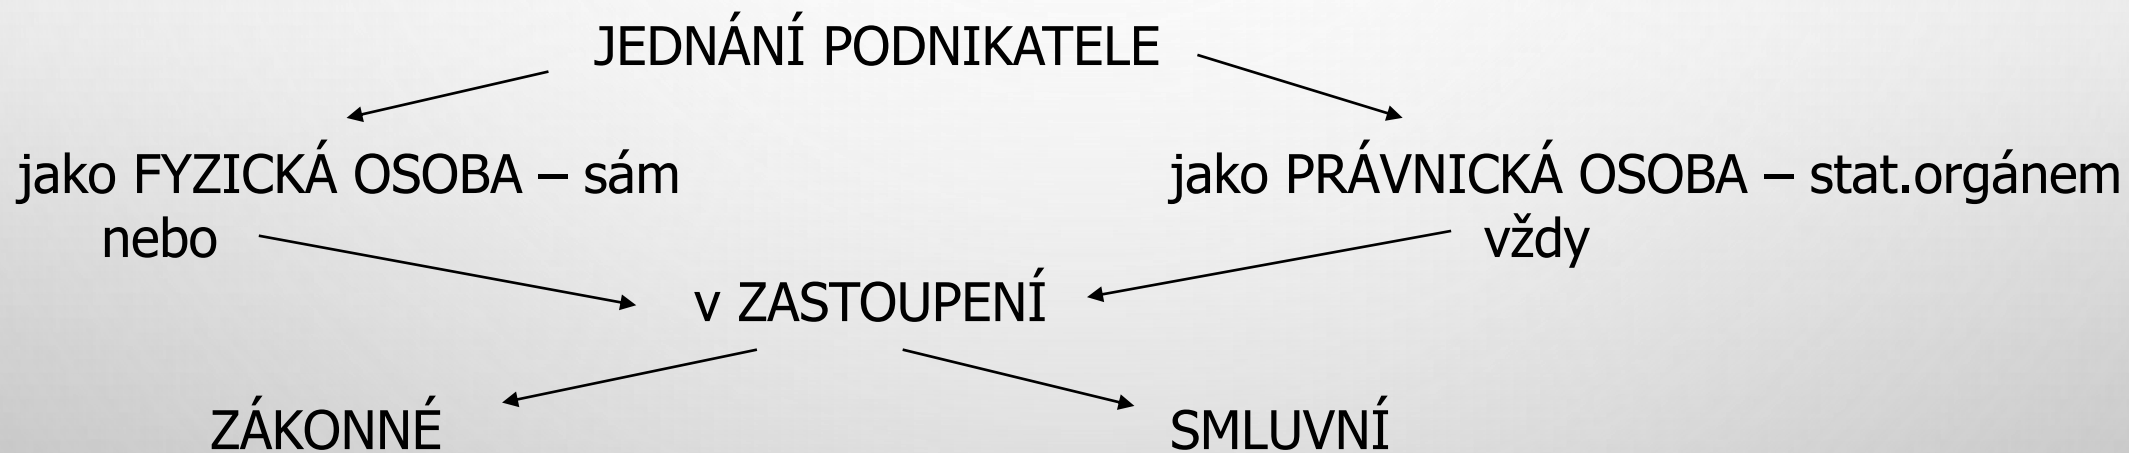 JEDNÁNÍ PODNIKATELE
jako FYZICKÁ OSOBA – sám
jako PRÁVNICKÁ OSOBA – stat.orgánem
nebo
vždy
v ZASTOUPENÍ
ZÁKONNÉ
SMLUVNÍ